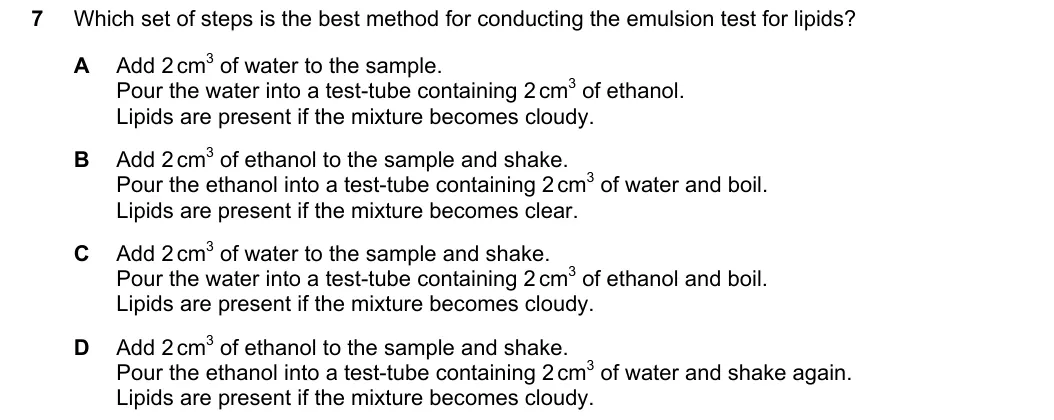 7 Which set of steps is the best method for conducting the emulsion test for lipids?
A Add 2 cm³ of water to the sample.
Pour the water into a test-tube containing 2 cm³ of ethanol.
Lipids are present if the mixture becomes cloudy.
B Add 2 cm³ of ethanol to the sample and shake.
Pour the ethanol into a test-tube containing 2 cm³ of water and boil.
Lipids are present if the mixture becomes clear.
C Add 2 cm³ of water to the sample and shake.
Pour the water into a test-tube containing 2 cm³ of ethanol and boil.
Lipids are present if the mixture becomes cloudy.
D Add 2 cm³ of ethanol to the sample and shake.
Pour the ethanol into a test-tube containing 2 cm³ of water and shake again.
Lipids are present if the mixture becomes cloudy.